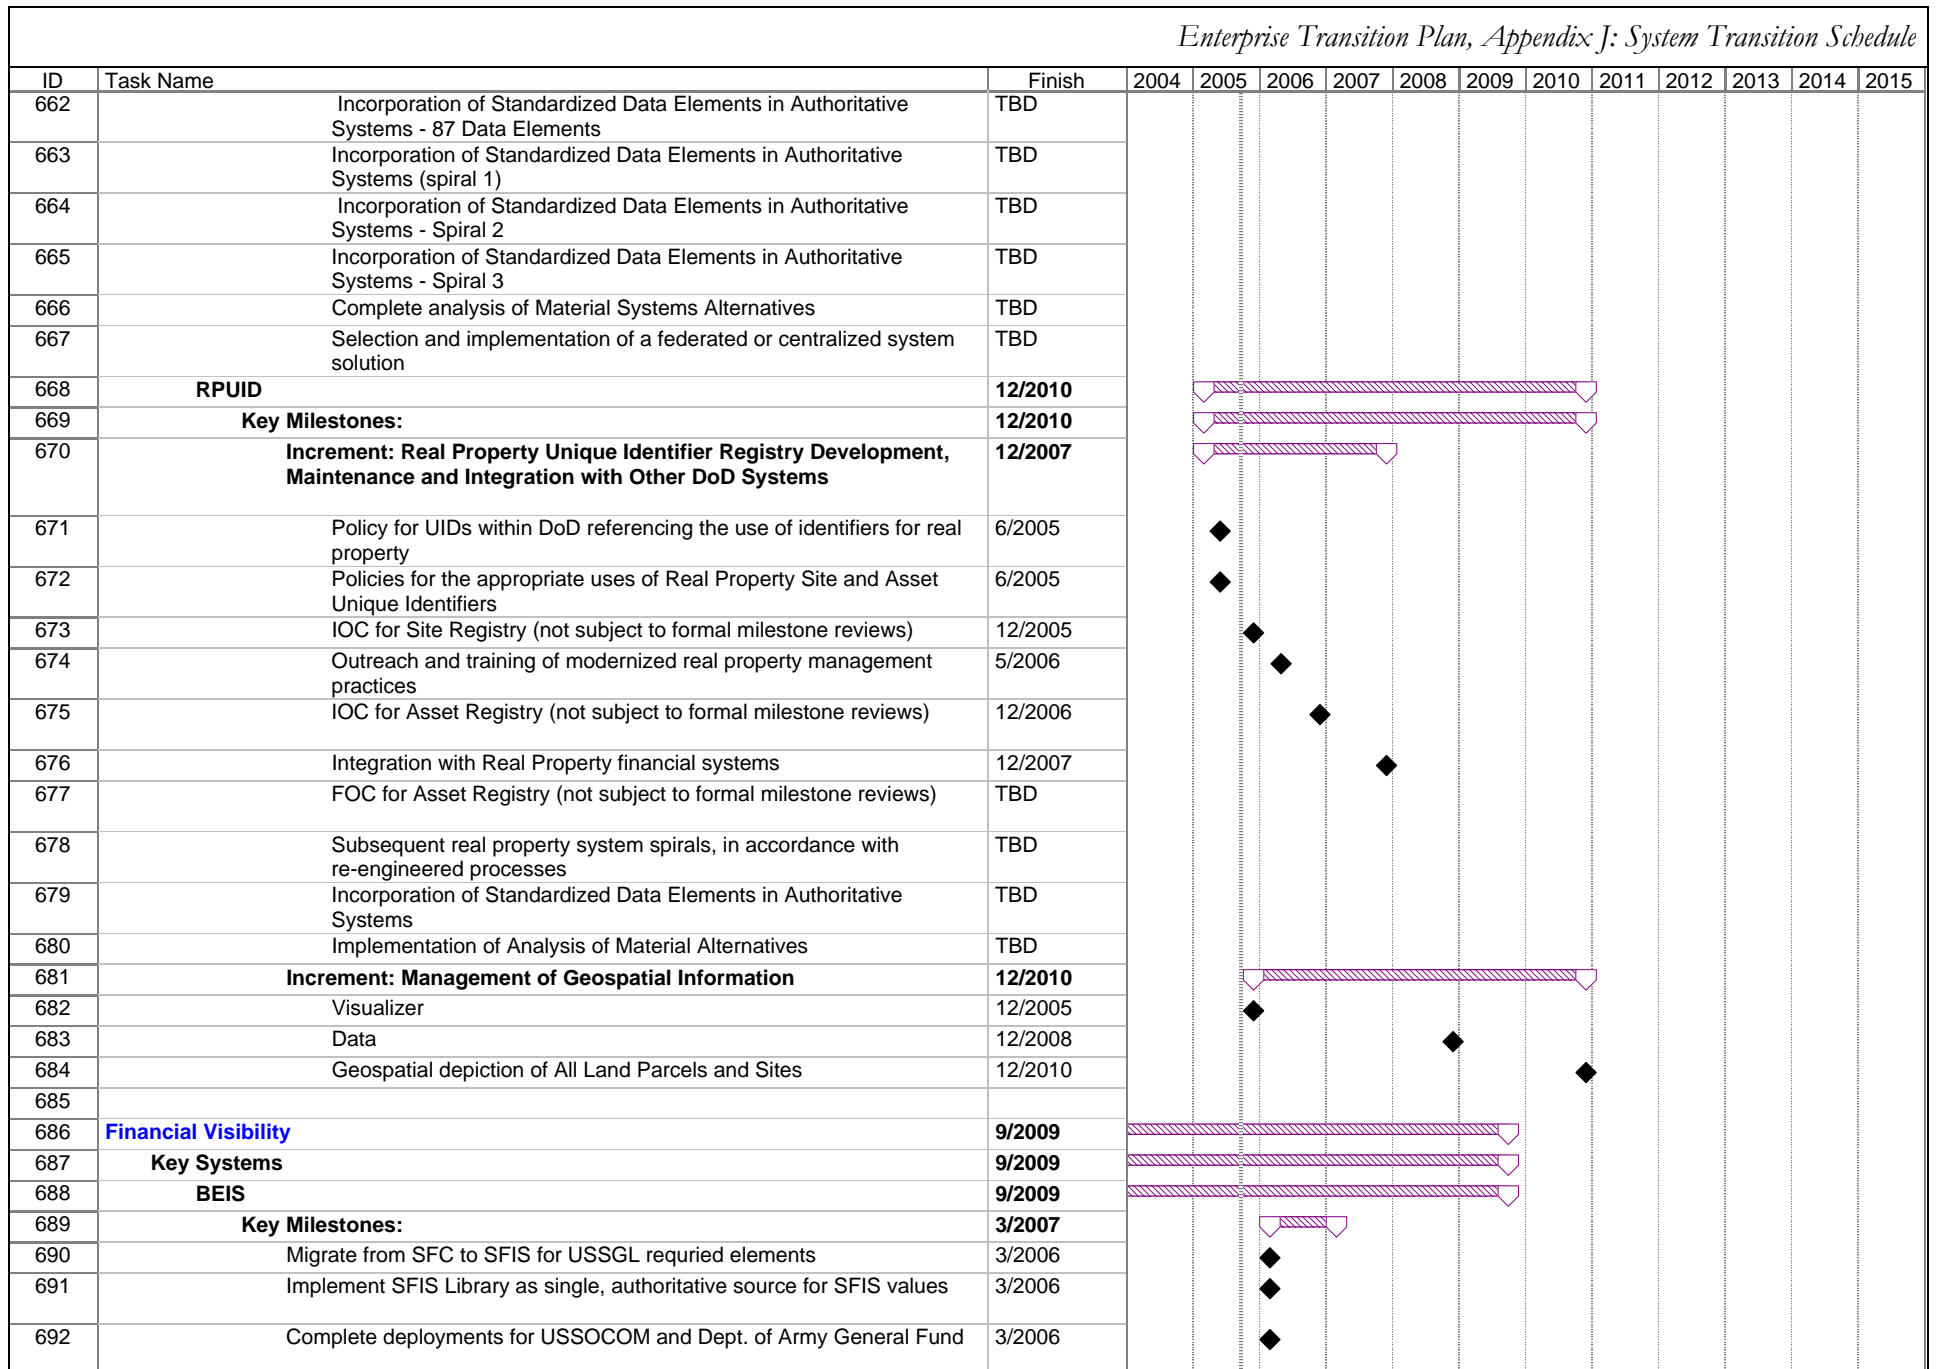 Enterprise Transition Plan, Appendix J: System Transition Schedule
ID Task Name Finish 2004 2005 2006 2007 2008 2009 2010 2011 2012 2013 2014 2015
662 Incorporation of Standardized Data Elements in Authoritative TBD
Systems - 87 Data Elements
663 Incorporation of Standardized Data Elements in Authoritative TBD
Systems (spiral 1)
664 Incorporation of Standardized Data Elements in Authoritative TBD
Systems - Spiral 2
665 Incorporation of Standardized Data Elements in Authoritative TBD
Systems - Spiral 3
666 Complete analysis of Material Systems Alternatives TBD
667 Selection and implementation of a federated or centralized system TBD
solution
668 RPUID 12/2010
669 Key Milestones: 12/2010
670 Increment: Real Property Unique Identifier Registry Development, 12/2007
Maintenance and Integration with Other DoD Systems
671 Policy for UIDs within DoD referencing the use of identifiers for real 6/2005
property
672 Policies for the appropriate uses of Real Property Site and Asset 6/2005
Unique Identifiers
673 IOC for Site Registry (not subject to formal milestone reviews) 12/2005
674 Outreach and training of modernized real property management 5/2006
practices
675 IOC for Asset Registry (not subject to formal milestone reviews) 12/2006
676 Integration with Real Property financial systems 12/2007
677 FOC for Asset Registry (not subject to formal milestone reviews) TBD
678 Subsequent real property system spirals, in accordance with TBD
re-engineered processes
679 Incorporation of Standardized Data Elements in Authoritative TBD
Systems
680 Implementation of Analysis of Material Alternatives TBD
681 Increment: Management of Geospatial Information 12/2010
682 Visualizer 12/2005
683 Data 12/2008
684 Geospatial depiction of All Land Parcels and Sites 12/2010
685
686 Financial Visibility 9/2009
687 Key Systems 9/2009
688 BEIS 9/2009
689 Key Milestones: 3/2007
690 Migrate from SFC to SFIS for USSGL requried elements 3/2006
691 Implement SFIS Library as single, authoritative source for SFIS values 3/2006
692 Complete deployments for USSOCOM and Dept. of Army General Fund 3/2006